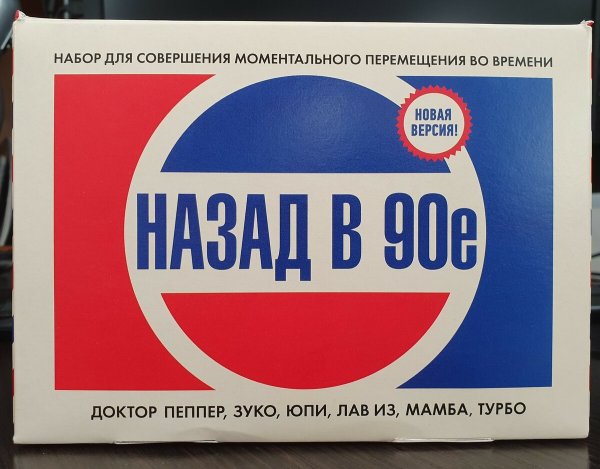 НАБОР ДЛЯ СОВЕРШЕНИЯ МОМЕНТАЛЬНОГО ПЕРЕМЕЩЕНИЯ ВО ВРЕМЕНИ
НОВАЯ
ВЕРСИЯ!
НАЗАД В 90е
ДОКТОР ПЕППЕР, ЗУКО, ЮПИ, ЛАВ ИЗ, МАМБА, ТУРБО